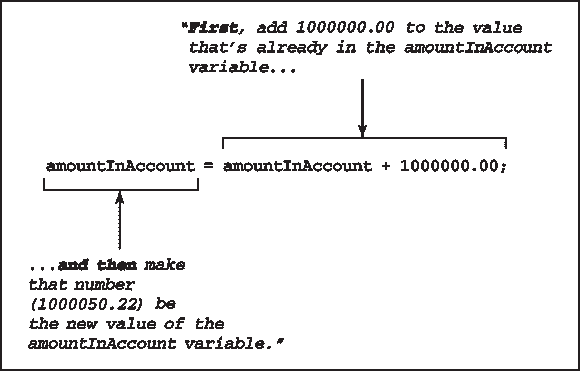 "First, add 1000000.00 to the value
that's already in the amountInAccount
variable...
amountInAccount = amountInAccount + 1000000.00;
...and then make
that number
(1000050.22) be
the new value of the
amountInAccount variable."